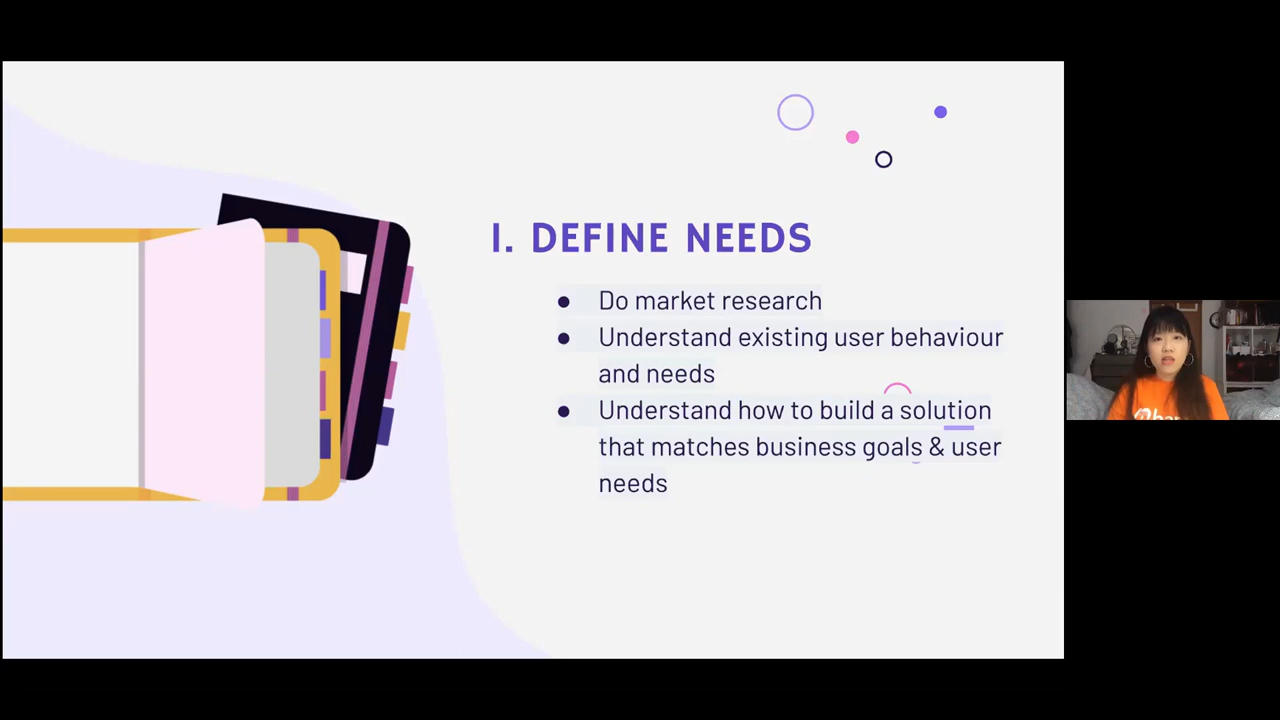 I. DEFINE NEEDS
● Do market research
● Understand existing user behaviour
and needs
● Understand how to build a solution
that matches business goals & user
needs